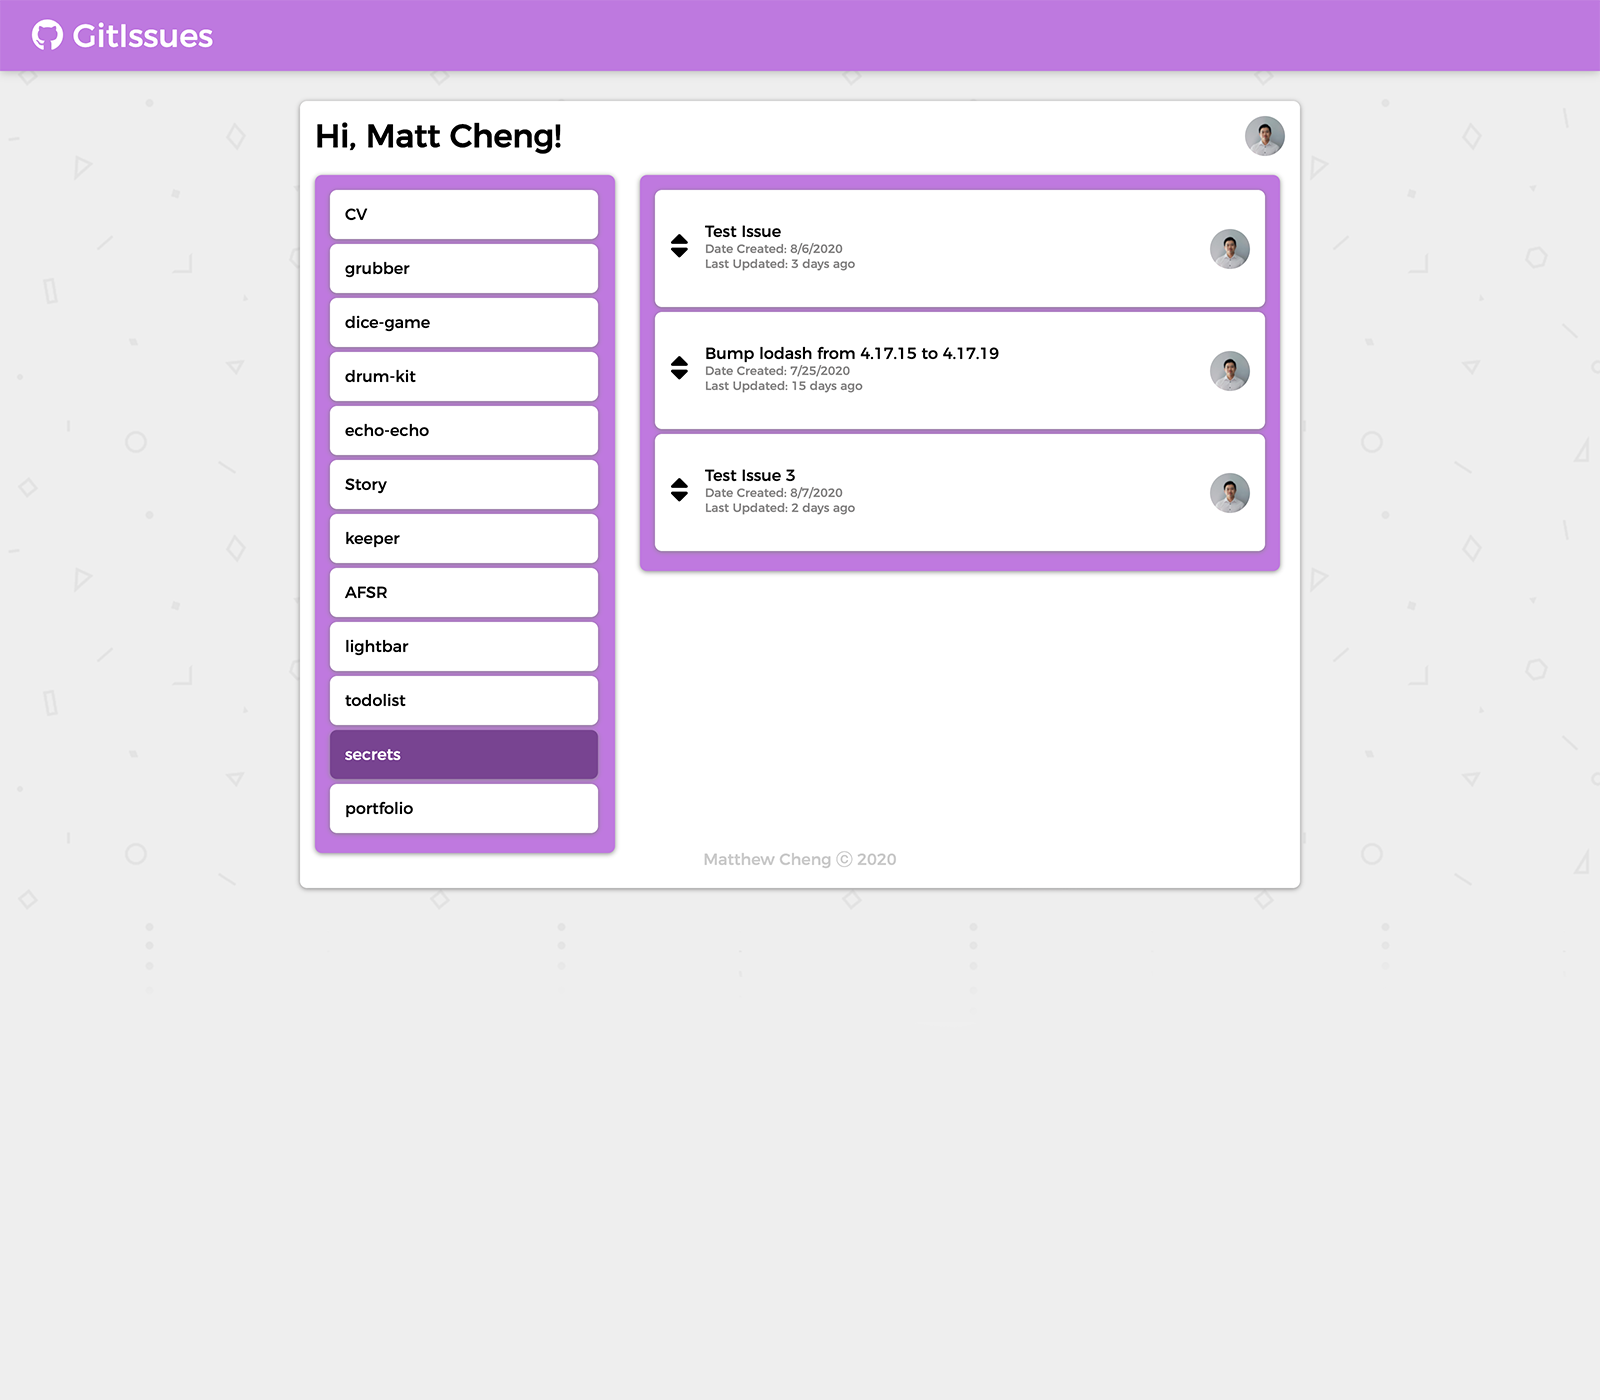 GitIssues
Hi, Matt Cheng!
CV
grubber
dice-game
drum-kit
echo-echo
Story
keeper
AFSR
lightbar
todolist
secrets
portfolio
Test Issue
Date Created: 8/6/2020
Last Updated: 3 days ago
Bump lodash from 4.17.15 to 4.17.19
Date Created: 7/25/2020
Last Updated: 15 days ago
Test Issue 3
Date Created: 8/7/2020
Last Updated: 2 days ago
Matthew Cheng ⓒ 2020